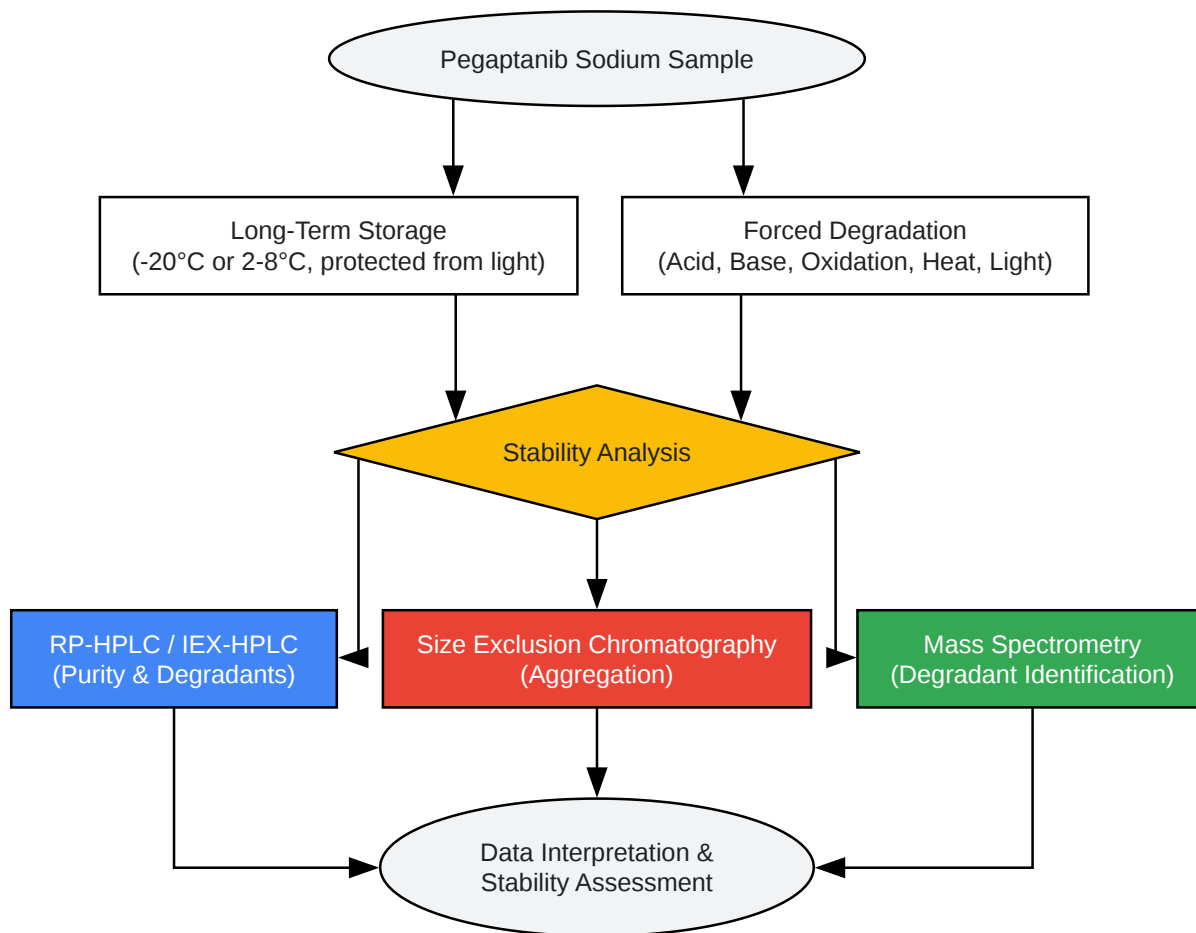 Pegaptanib Sodium Sample
Long-Term Storage
(-20°C or 2-8°C, protected from light)
Forced Degradation
(Acid, Base, Oxidation, Heat, Light)
Stability Analysis
RP-HPLC / IEX-HPLC
(Purity & Degradants)
Size Exclusion Chromatography
(Aggregation)
Mass Spectrometry
(Degradant Identification)
Data Interpretation &
Stability Assessment